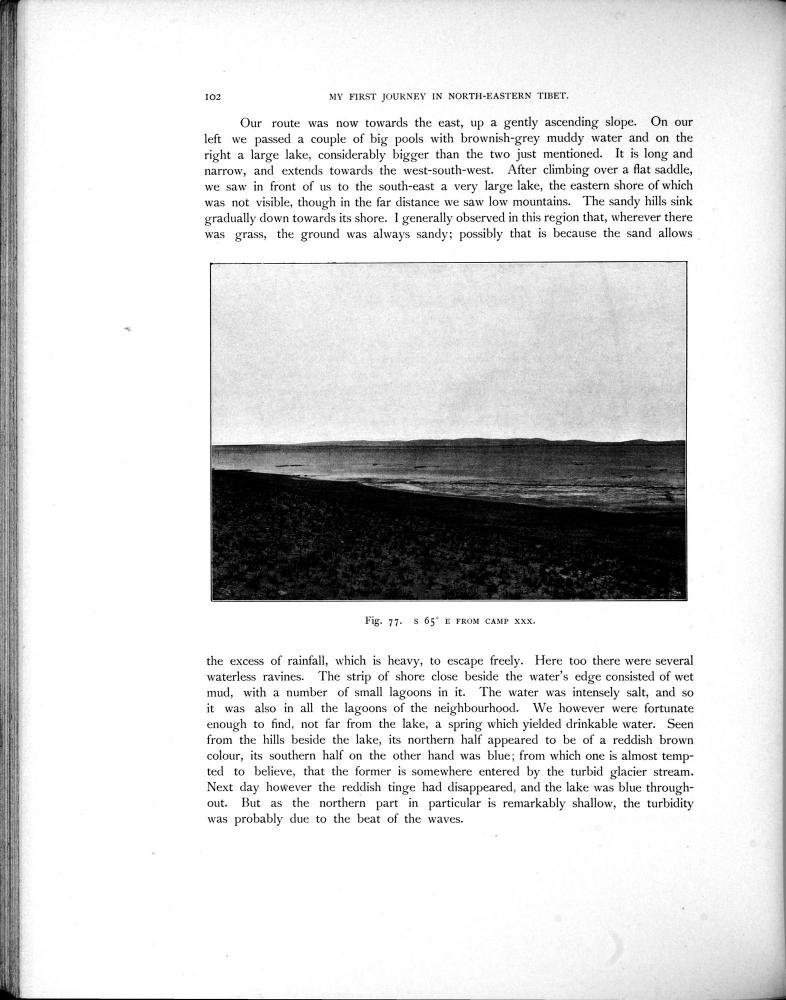 102 MY FIRST JOURNEY IN NORTH-EASTERN TIBET.
Our route was now towards the east, up a gently ascending slope. On our
left we passed a couple of big pools with brownish-grey muddy water and on the
right a large lake, considerably bigger than the two just mentioned. It is long and
narrow, and extends towards the west-south-west. After climbing over a flat saddle,
we saw in front of us to the south-east a very large lake, the eastern shore of which
was not visible, though in the far distance we saw low mountains. The sandy hills sink
gradually down towards its shore. I generally observed in this region that, wherever there
was grass, the ground was always sandy; possibly that is because the sand allows
Fig. 77. S 65° E FROM CAMP XXX.
the excess of rainfall, which is heavy, to escape freely. Here too there were several
waterless ravines. The strip of shore close beside the water's edge consisted of wet
mud, with a number of small lagoons in it. The water was intensely salt, and so
it was also in all the lagoons of the neighbourhood. We however were fortunate
enough to find, not far from the lake, a spring which yielded drinkable water. Seen
from the hills beside the lake, its northern half appeared to be of a reddish brown
colour, its southern half on the other hand was blue; from which one is almost temp-
ted to believe, that the former is somewhere entered by the turbid glacier stream.
Next day however the reddish tinge had disappeared, and the lake was blue through-
out. But as the northern part in particular is remarkably shallow, the turbidity
was probably due to the beat of the waves.